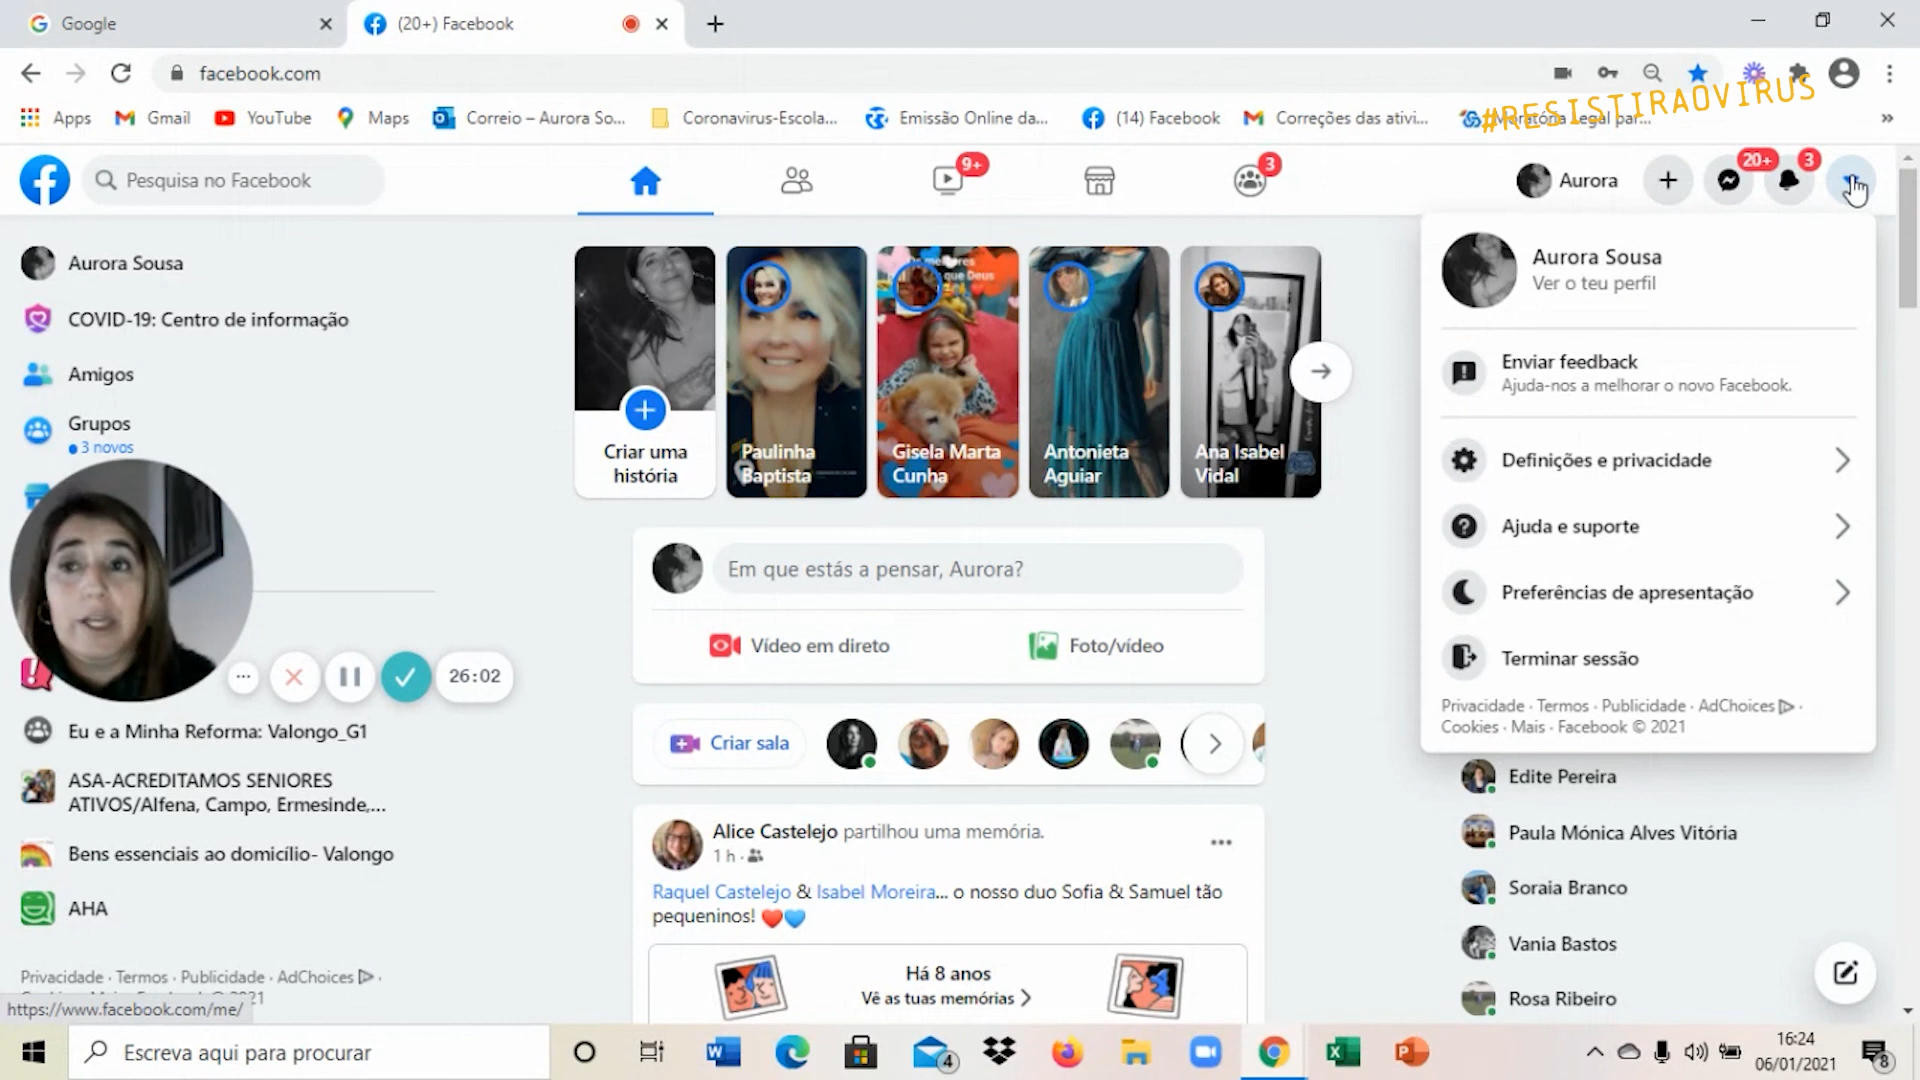 Google
(20+) Facebook
facebook.com
#RESISTIRAOVIRUS
Apps
Gmail
YouTube
Maps
Correio – Aurora So...
Coronavirus-Escola...
Emissão Online da...
(14) Facebook
Correções das ativi...
Moratória Legal par...
Pesquisa no Facebook
9+
3
Aurora
20+
3
Aurora Sousa
COVID-19: Centro de informação
Amigos
Grupos
3 novos
26:02
Eu e a Minha Reforma: Valongo_G1
ASA-ACREDITAMOS SENIORES
ATIVOS/Alfena, Campo, Ermesinde,...
Bens essenciais ao domicílio- Valongo
AHA
Privacidade · Termos · Publicidade · AdChoices ·
https://www.facebook.com/me/
Criar uma
história
Paulinha
Baptista
que Deus
Gisela Marta
Cunha
Antonieta
Aguiar
Ana Isabel
Vidal
Em que estás a pensar, Aurora?
Vídeo em direto
Foto/vídeo
Criar sala
Alice Castelejo partilhou uma memória.
1 h ·
Raquel Castelejo & Isabel Moreira... o nosso duo Sofia & Samuel tão
pequeninos!
Há 8 anos
Vê as tuas memórias
Aurora Sousa
Ver o teu perfil
Enviar feedback
Ajuda-nos a melhorar o novo Facebook.
Definições e privacidade
Ajuda e suporte
Preferências de apresentação
Terminar sessão
Privacidade · Termos · Publicidade · AdChoices ·
Cookies · Mais · Facebook © 2021
Edite Pereira
Paula Mónica Alves Vitória
Soraia Branco
Vania Bastos
Rosa Ribeiro
Escreva aqui para procurar
4
16:24
06/01/2021
8